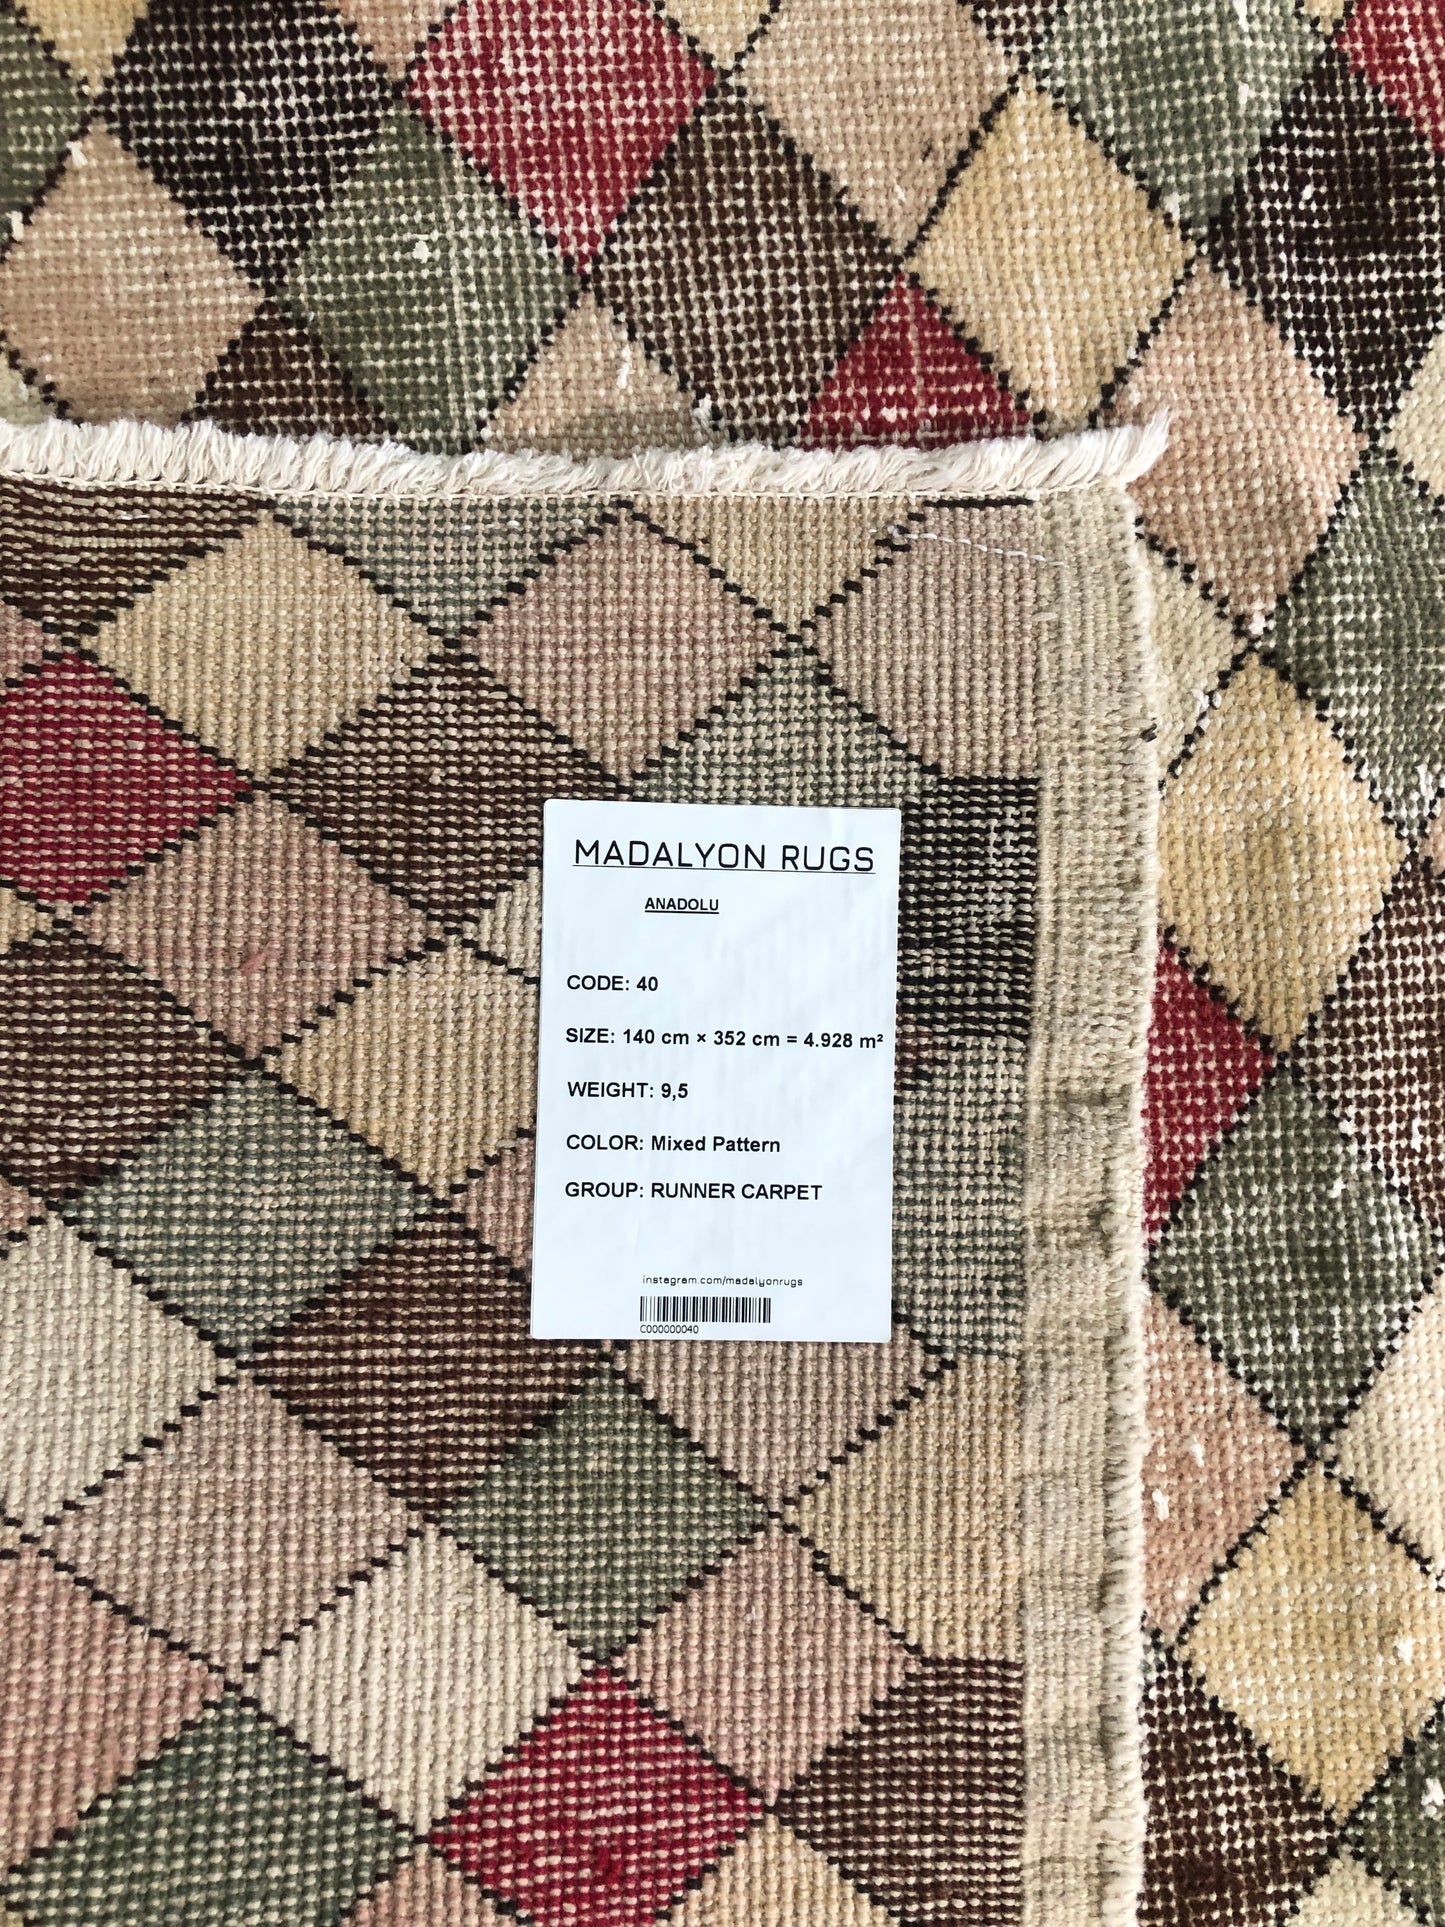 MADALYON RUGS
ANADOLU
CODE: 40
SIZE: 140 cm × 352 cm = 4.928 m²
WEIGHT: 9,5
COLOR: Mixed Pattern
GROUP: RUNNER CARPET
instagram.com/madalyonrugs
C000000040